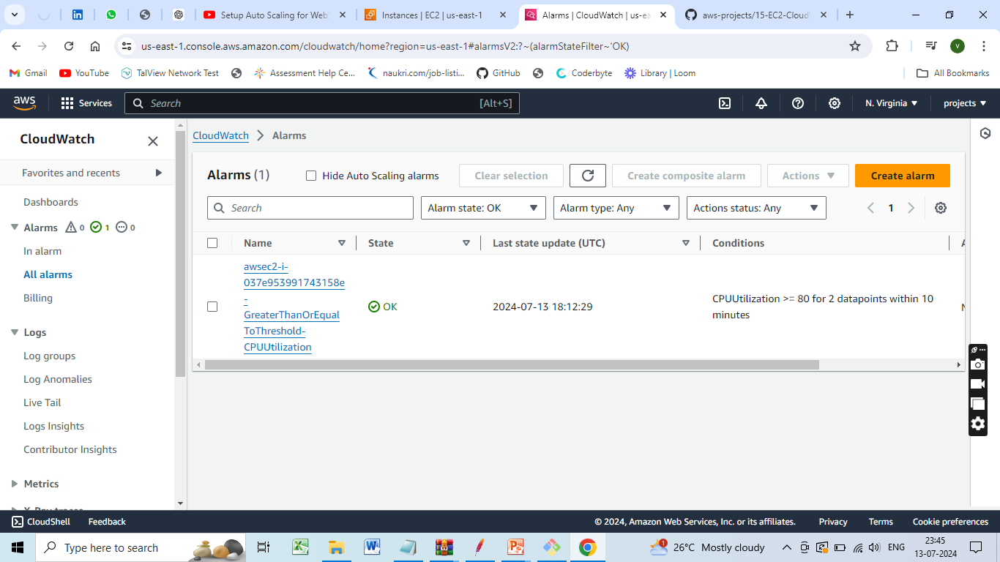 Setup Auto Scaling for WebS
Instances | EC2 | us-east-1
Alarms | CloudWatch | us-ea
aws-projects/15-EC2-Cloud
us-east-1.console.aws.amazon.com/cloudwatch/home?region=us-east-1#alarmsV2:?~(alarmStateFilter~'OK)
V
Gmail
YouTube
TalView Network Test
Assessment Help Ce...
naukri.com/job-listi...
GitHub
Coderbyte
Library | Loom
All Bookmarks
aws
Services
Search
[Alt+S]
N. Virginia
projects
CloudWatch
Favorites and recents
Dashboards
Alarms 0 1 0
In alarm
All alarms
Billing
Logs
Log groups
Log Anomalies
Live Tail
Logs Insights
Contributor Insights
Metrics
X-Ray traces
CloudWatch
Alarms
Alarms (1)
Hide Auto Scaling alarms
Clear selection
Create composite alarm
Actions
Create alarm
Search
Alarm state: OK
Alarm type: Any
Actions status: Any
1
Name
State
Last state update (UTC)
Conditions
awsec2-i-
037e953991743158e
-
GreaterThanOrEqual
ToThreshold-
CPUUtilization
OK
2024-07-13 18:12:29
CPUUtilization >= 80 for 2 datapoints within 10
minutes
CloudShell
Feedback
© 2024, Amazon Web Services, Inc. or its affiliates.
Privacy
Terms
Cookie preferences
Type here to search
1
26°C Mostly cloudy
ENG
23:45
13-07-2024